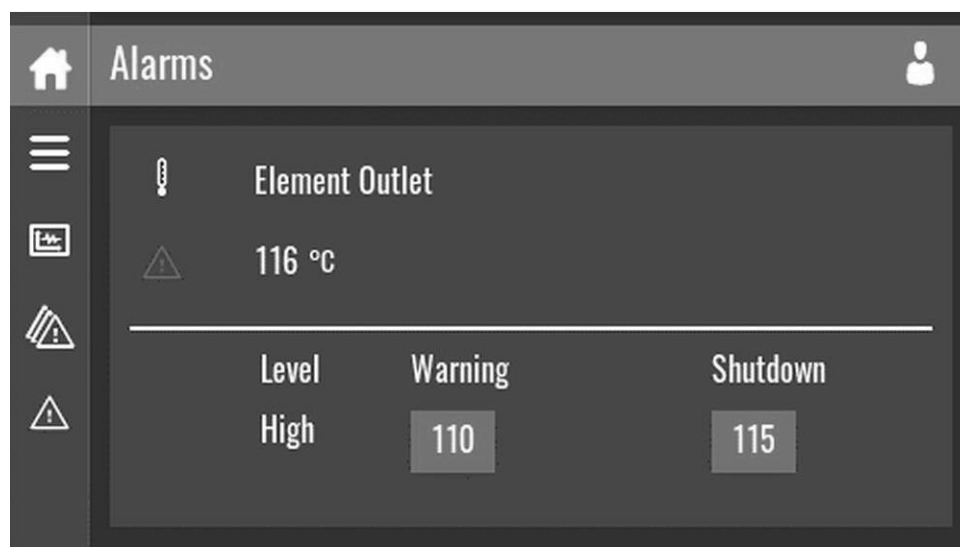 Alarms
Element Outlet
116 °C
Level Warning Shutdown
High 110 115